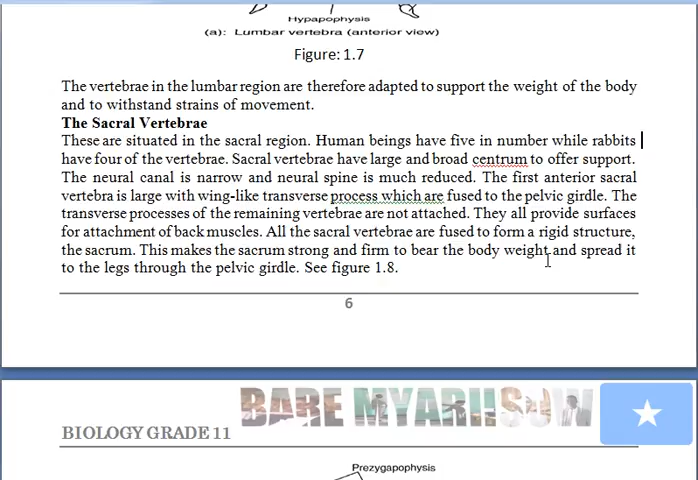 Hypapophysis
(a): Lumbar vertebra (anterior view)
Figure: 1.7
The vertebrae in the lumbar region are therefore adapted to support the weight of the body
and to withstand strains of movement.
The Sacral Vertebrae
These are situated in the sacral region. Human beings have five in number while rabbits
have four of the vertebrae. Sacral vertebrae have large and broad centrum to offer support.
The neural canal is narrow and neural spine is much reduced. The first anterior sacral
vertebra is large with wing-like transverse process which are fused to the pelvic girdle. The
transverse processes of the remaining vertebrae are not attached. They all provide surfaces
for attachment of back muscles. All the sacral vertebrae are fused to form a rigid structure,
the sacrum. This makes the sacrum strong and firm to bear the body weight and spread it
to the legs through the pelvic girdle. See figure 1.8.
6
BARE MYARIISOW
BIOLOGY GRADE 11
Prezygapophysis